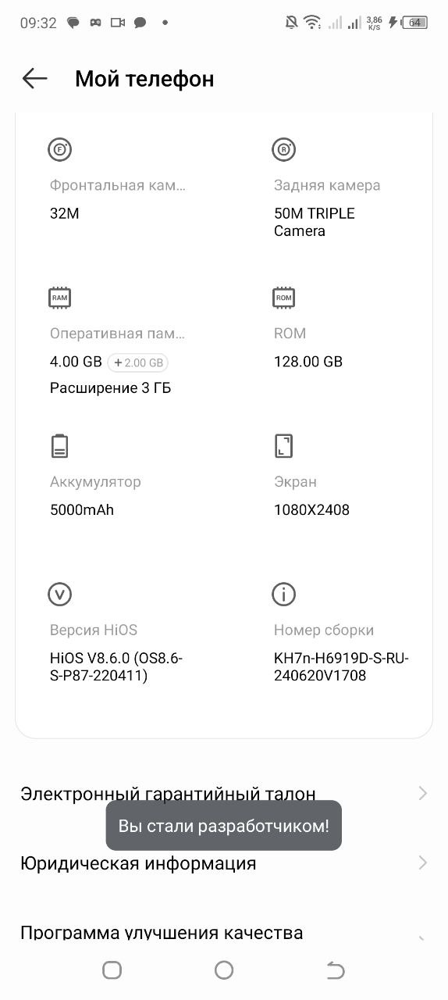 09:32
3,86
K/S
64
Мой телефон
F
R
Фронтальная кам...
Задняя камера
32M
50M TRIPLE
Camera
RAM
ROM
Оперативная пам...
ROM
4.00 GB +2.00 GB
128.00 GB
Расширение 3 ГБ
Аккумулятор
Экран
5000mAh
1080X2408
V
i
Версия HiOS
Номер сборки
HiOS V8.6.0 (OS8.6-
S-P87-220411)
KH7n-H6919D-S-RU-
240620V1708
Электронный гарантийный талон
Вы стали разработчиком!
Юридическая информация
Программа улучшения качества